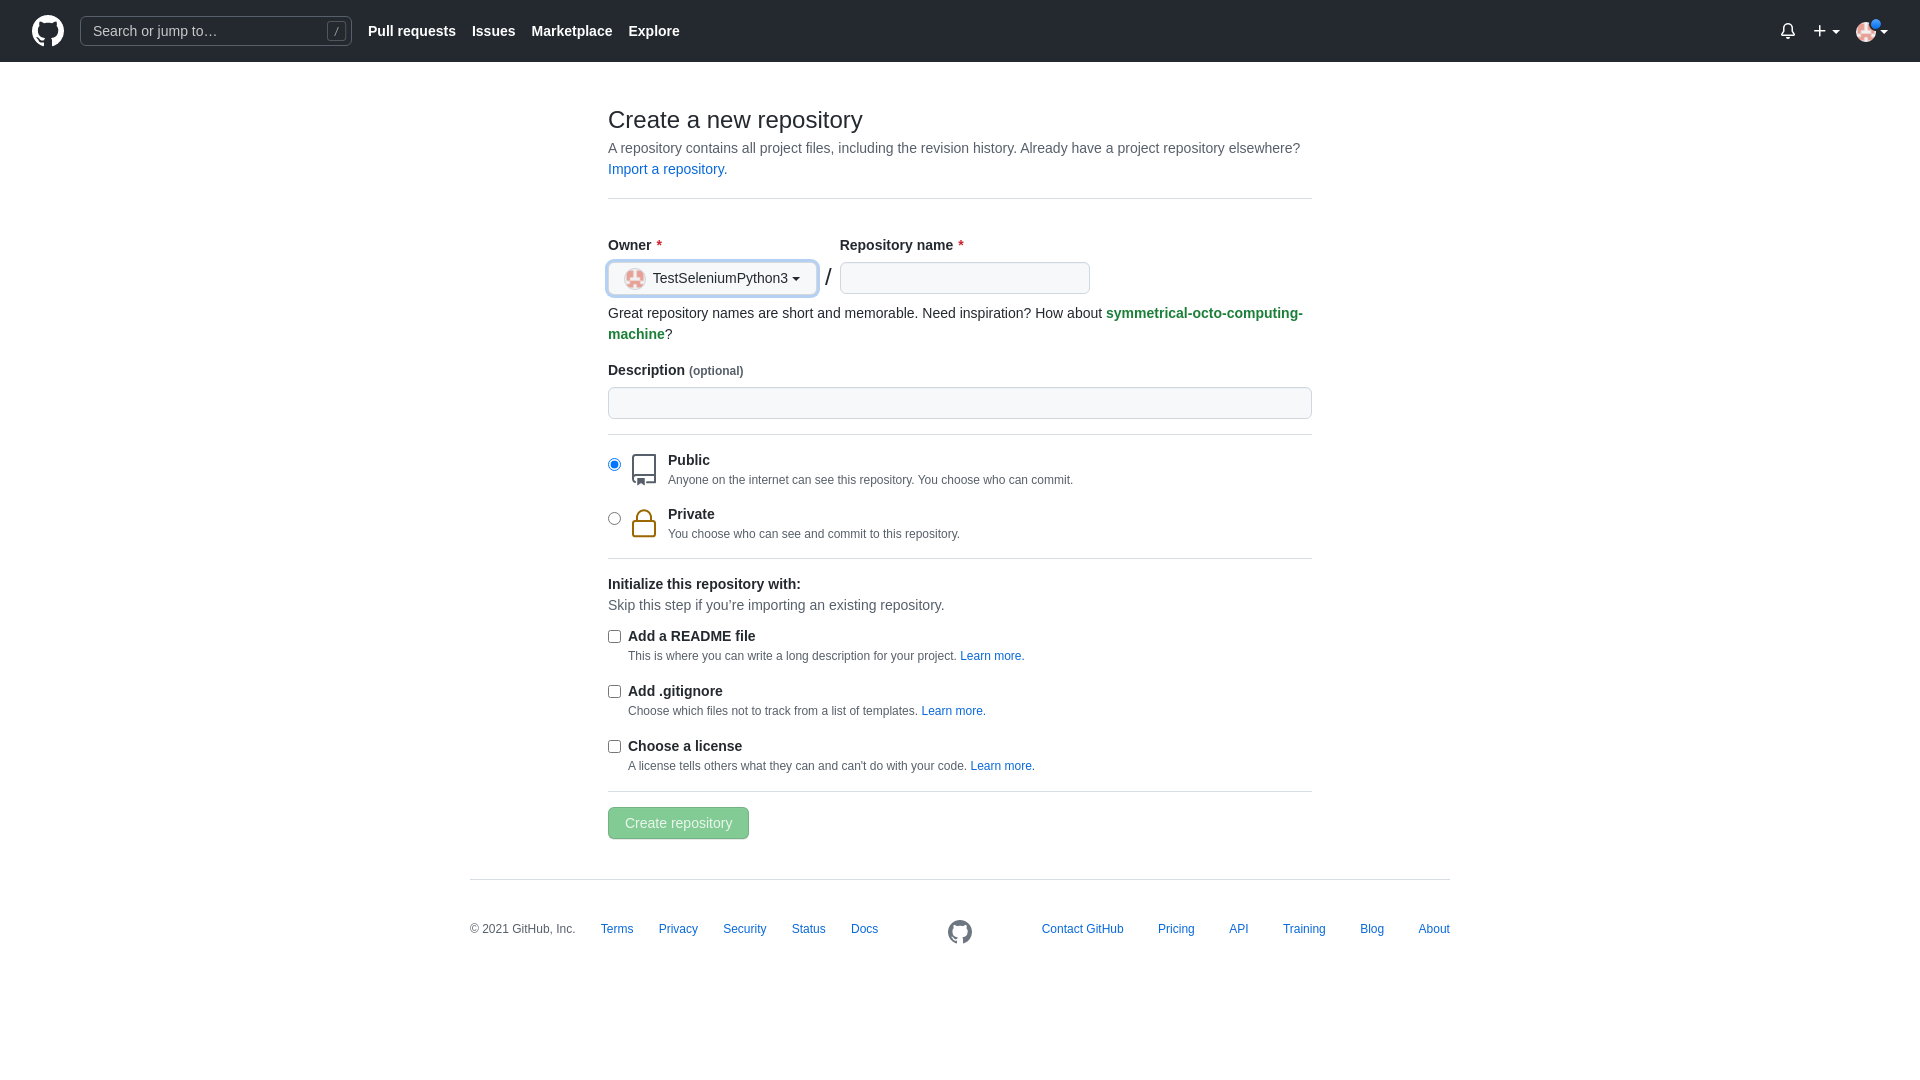 Search or jump to…
/
Pull requests
Issues
Marketplace
Explore
Create a new repository
A repository contains all project files, including the revision history. Already have a project repository elsewhere?
Import a repository.
Owner *
Repository name *
TestSeleniumPython3
/
Great repository names are short and memorable. Need inspiration? How about symmetrical-octo-computing-
machine?
Description (optional)
Public
Anyone on the internet can see this repository. You choose who can commit.
Private
You choose who can see and commit to this repository.
Initialize this repository with:
Skip this step if you’re importing an existing repository.
Add a README file
This is where you can write a long description for your project. Learn more.
Add .gitignore
Choose which files not to track from a list of templates. Learn more.
Choose a license
A license tells others what they can and can't do with your code. Learn more.
Create repository
© 2021 GitHub, Inc.
Terms
Privacy
Security
Status
Docs
Contact GitHub
Pricing
API
Training
Blog
About